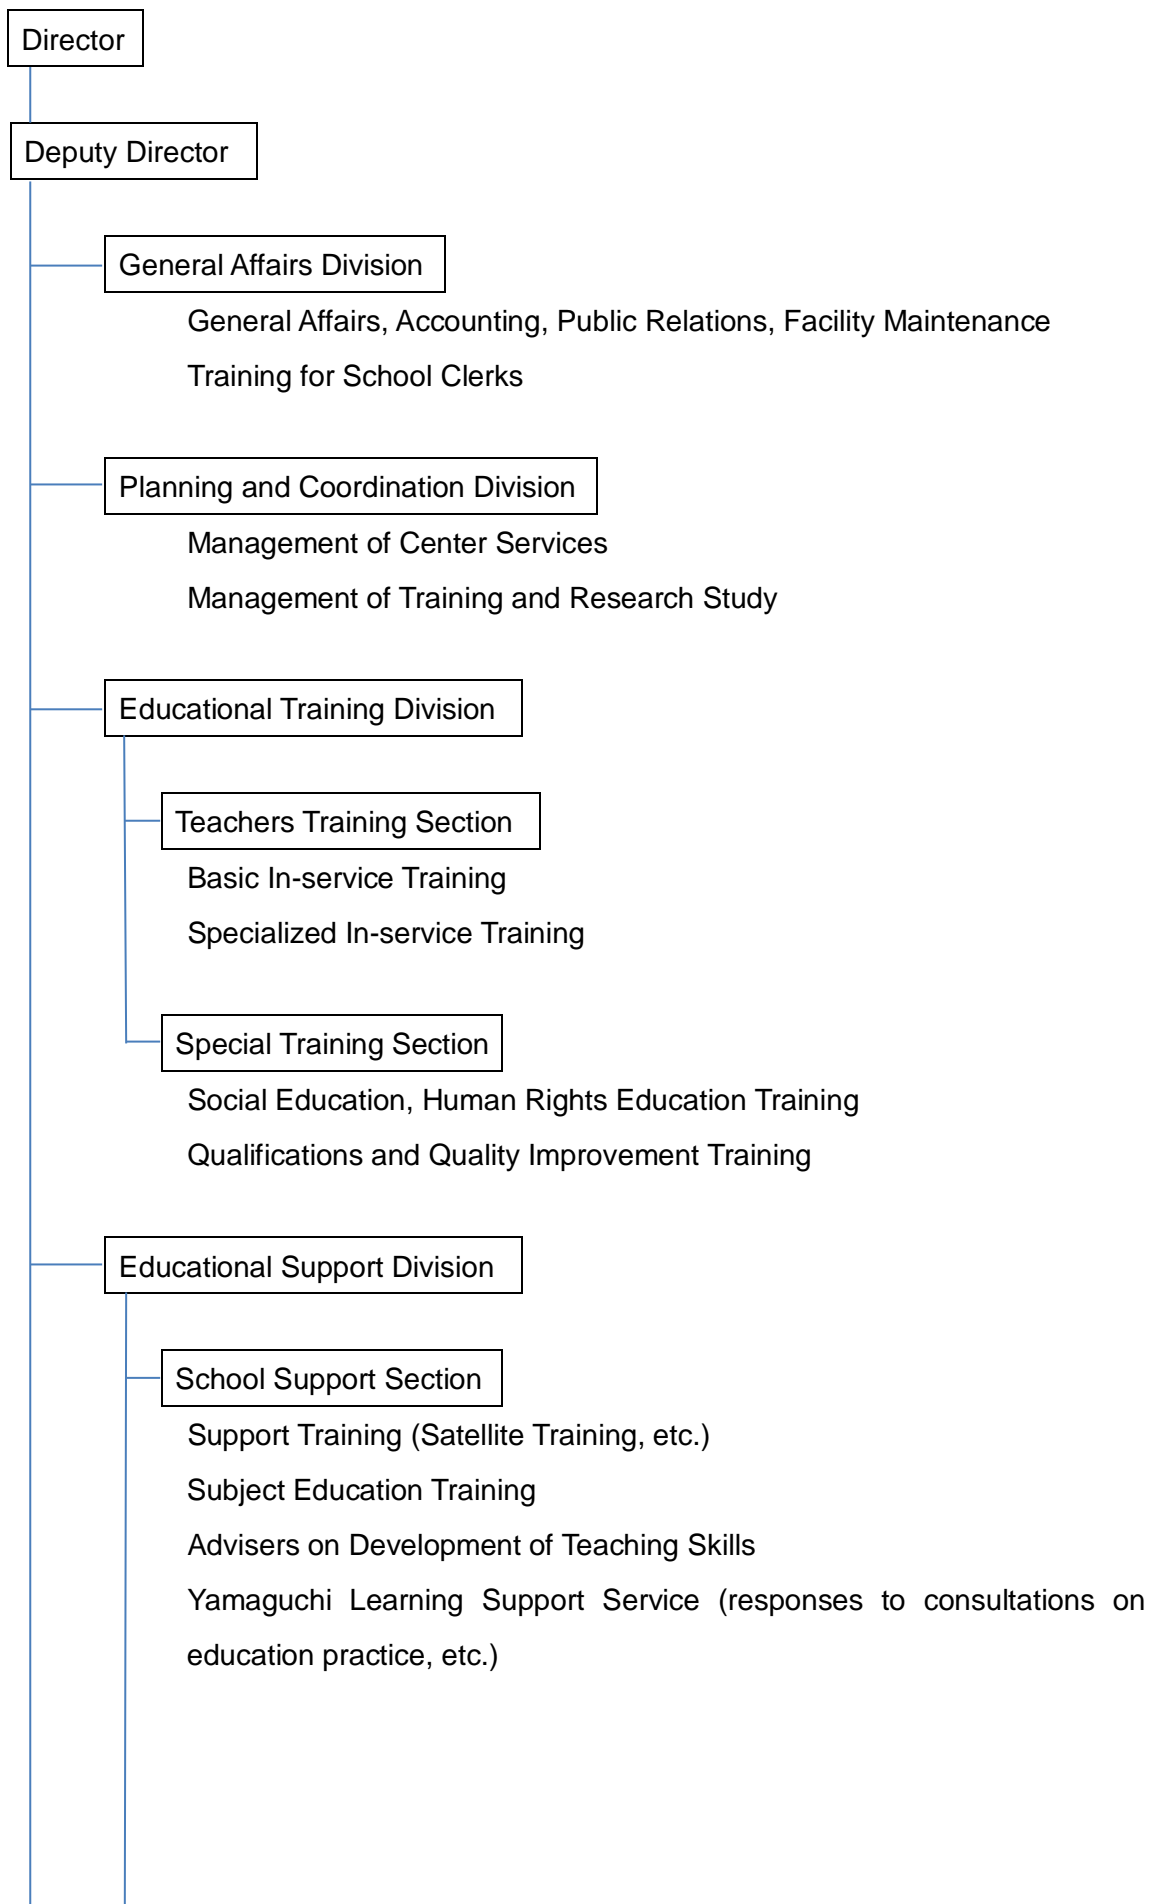 Director
Deputy Director
General Affairs Division
General Affairs, Accounting, Public Relations, Facility Maintenance
Training for School Clerks
Planning and Coordination Division
Management of Center Services
Management of Training and Research Study
Educational Training Division
Teachers Training Section
Basic In-service Training
Specialized In-service Training
Special Training Section
Social Education, Human Rights Education Training
Qualifications and Quality Improvement Training
Educational Support Division
School Support Section
Support Training (Satellite Training, etc.)
Subject Education Training
Advisers on Development of Teaching Skills
Yamaguchi Learning Support Service (responses to consultations on
education practice, etc.)